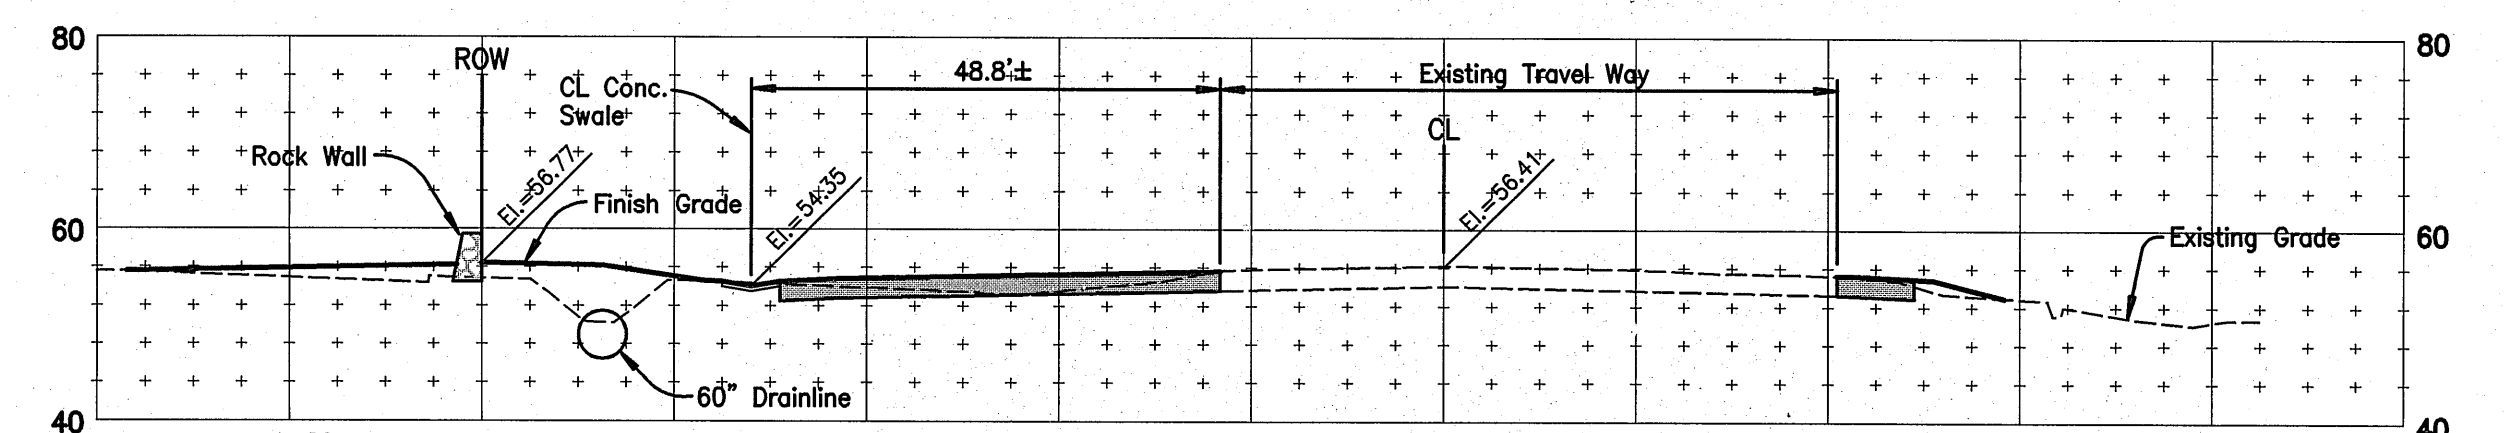 80
80
ROW
CL Conc.
Swale
48.8'±
Existing Travel Way
CL
Rock Wall
El.=56.77
El.=54.35
El.=56.41
Finish Grade
60
60
Existing Grade
60" Drainline
40
40